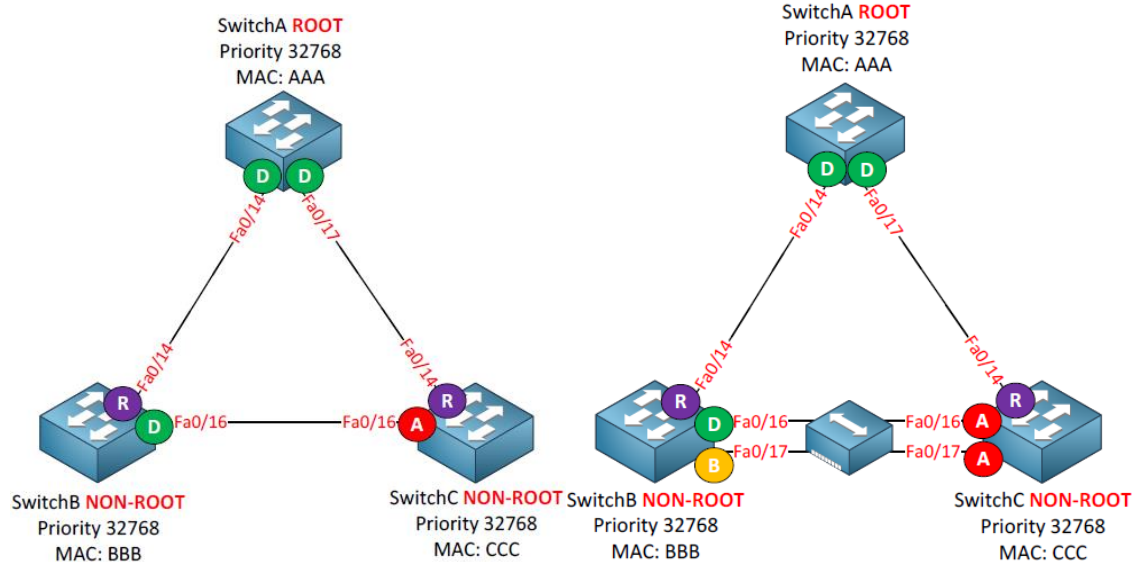 SwitchA ROOT
Priority 32768
MAC: AAA
D D
Fa0/14
Fa0/17
Fa0/14
Fa0/14
R
D
Fa0/16
Fa0/16
R
A
SwitchB NON-ROOT
Priority 32768
MAC: BBB
SwitchC NON-ROOT
Priority 32768
MAC: CCC
SwitchA ROOT
Priority 32768
MAC: AAA
D D
Fa0/14
Fa0/17
Fa0/14
Fa0/14
R
D
B
Fa0/16
Fa0/17
Fa0/16
Fa0/17
R
A
A
SwitchB NON-ROOT
Priority 32768
MAC: BBB
SwitchC NON-ROOT
Priority 32768
MAC: CCC